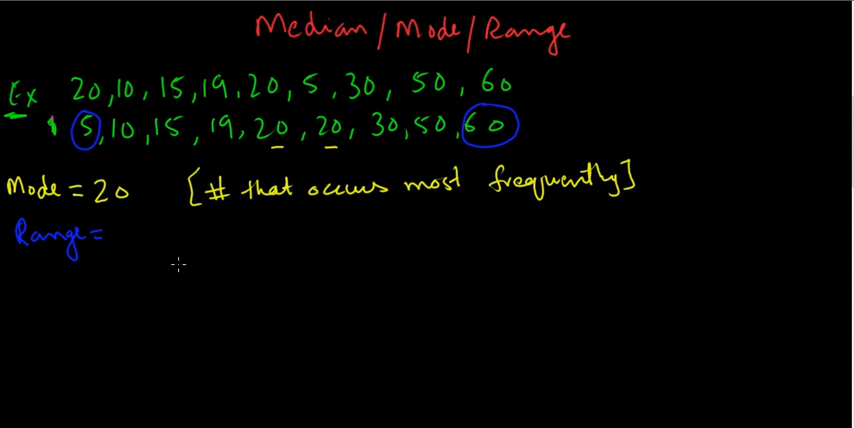 Median/Mode/Range
Ex 20, 10, 15, 19, 20, 5, 30, 50, 60
5, 10, 15, 19, 20, 20, 30, 50, 60
Mode = 20 [# that occurs most frequently]
Range =